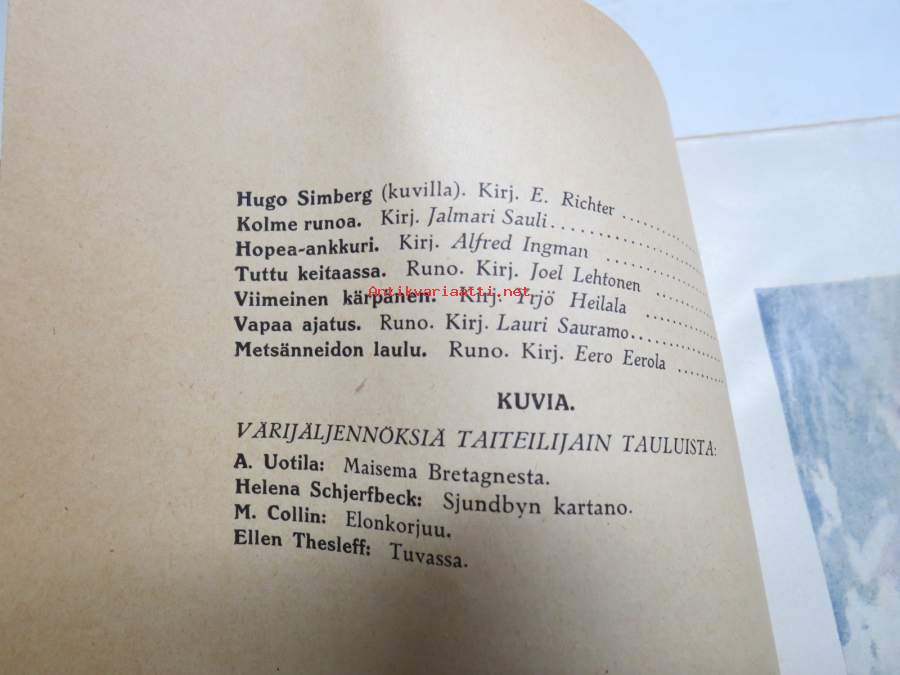 Hugo Simberg (kuvilla). Kirj. E. Richter ..........
Kolme runoa. Kirj. Jalmari Sauli....................
Hopea-ankkuri. Kirj. Alfred Ingman ..............
Tuttu keitaassa. Runo. Kirj. Joel Lehtonen ........
Viimeinen kärpänen. Kirj. Yrjö Heilala ........
Antikvariaatti.net
Vapaa ajatus. Runo. Kirj. Lauri Sauramo..............
Metsänneidon laulu. Runo. Kirj. Eero Eerola ........
KUVIA.
VÄRIJÄLJENNÖKSIÄ TAITEILIJAIN TAULUISTA:
A. Uotila: Maisema Bretagnesta.
Helena Schjerfbeck: Sjundbyn kartano.
M. Collin: Elonkorjuu.
Ellen Thesleff: Tuvassa.